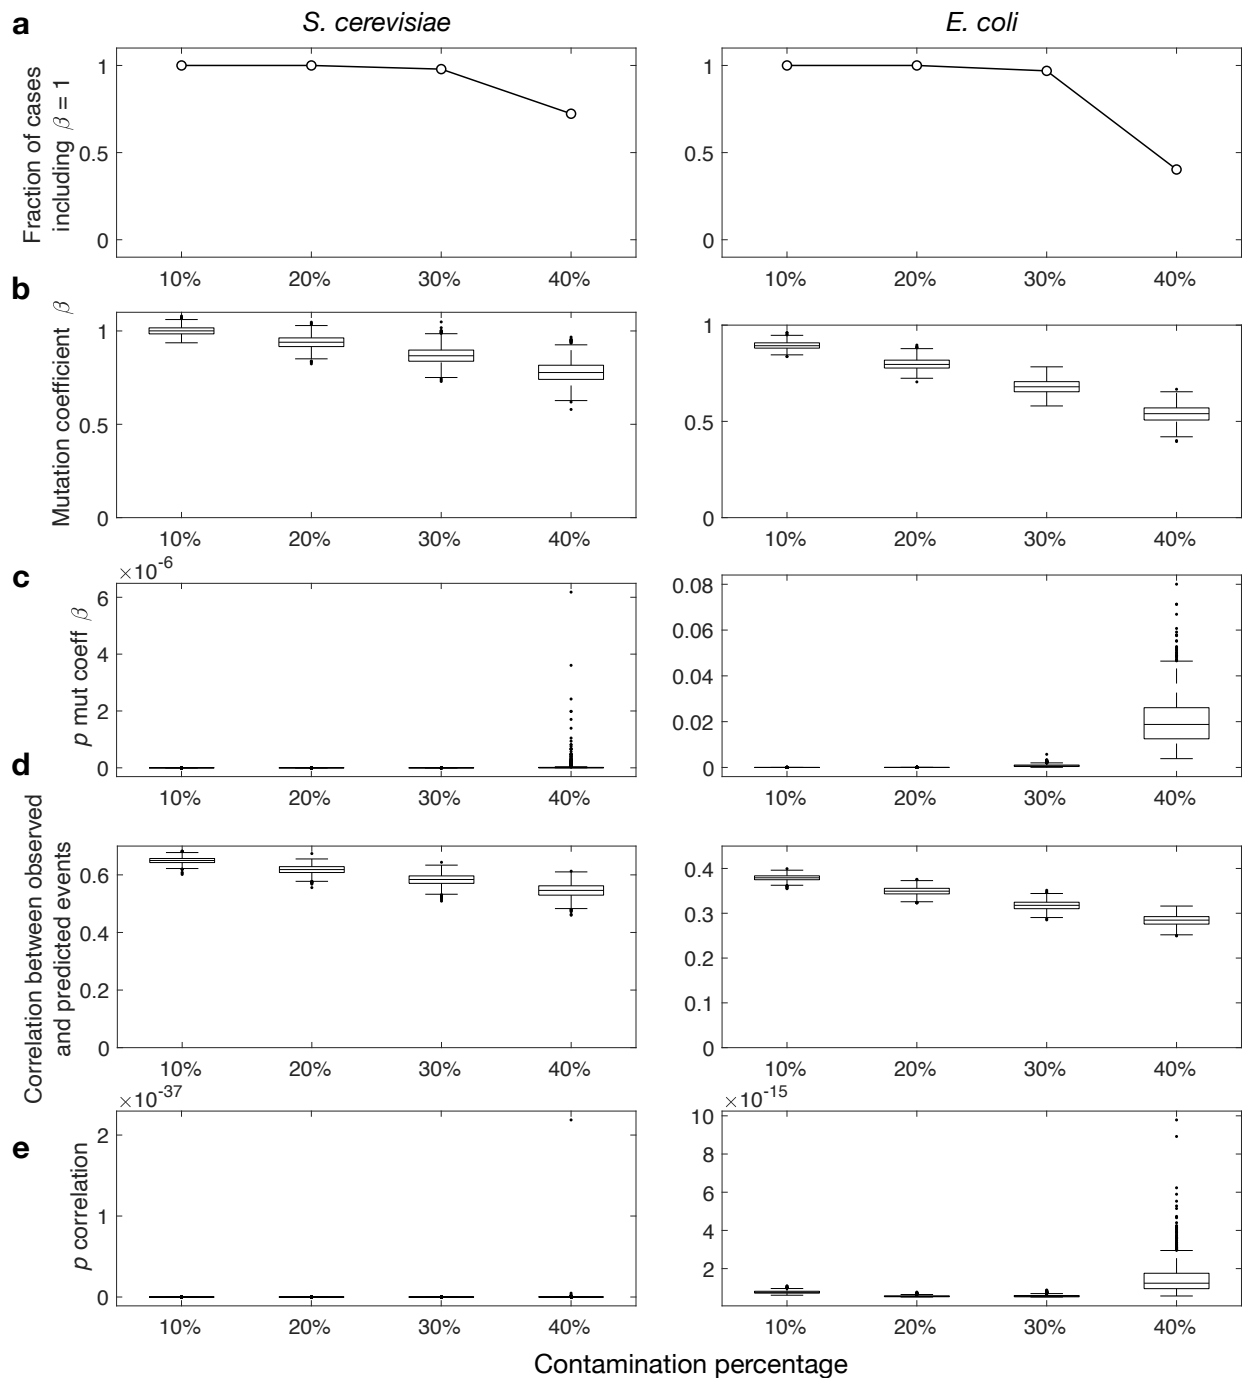 a
S. cerevisiae
E. coli
Fraction of cases
including β = 1
1
0.5
0
10% 20% 30% 40%
1
0.5
0
10% 20% 30% 40%
b
Mutation coefficient β
1
0.5
0
10% 20% 30% 40%
1
0.5
0
10% 20% 30% 40%
c
p mut coeff β
×10-6
6
4
2
0
10% 20% 30% 40%
0.08
0.06
0.04
0.02
0
10% 20% 30% 40%
d
Correlation between observed
and predicted events
0.6
0.4
0.2
0
10% 20% 30% 40%
0.4
0.3
0.2
0.1
0
10% 20% 30% 40%
e
p correlation
×10-37
2
1
0
10% 20% 30% 40%
×10-15
10
8
6
4
2
10% 20% 30% 40%
Contamination percentage